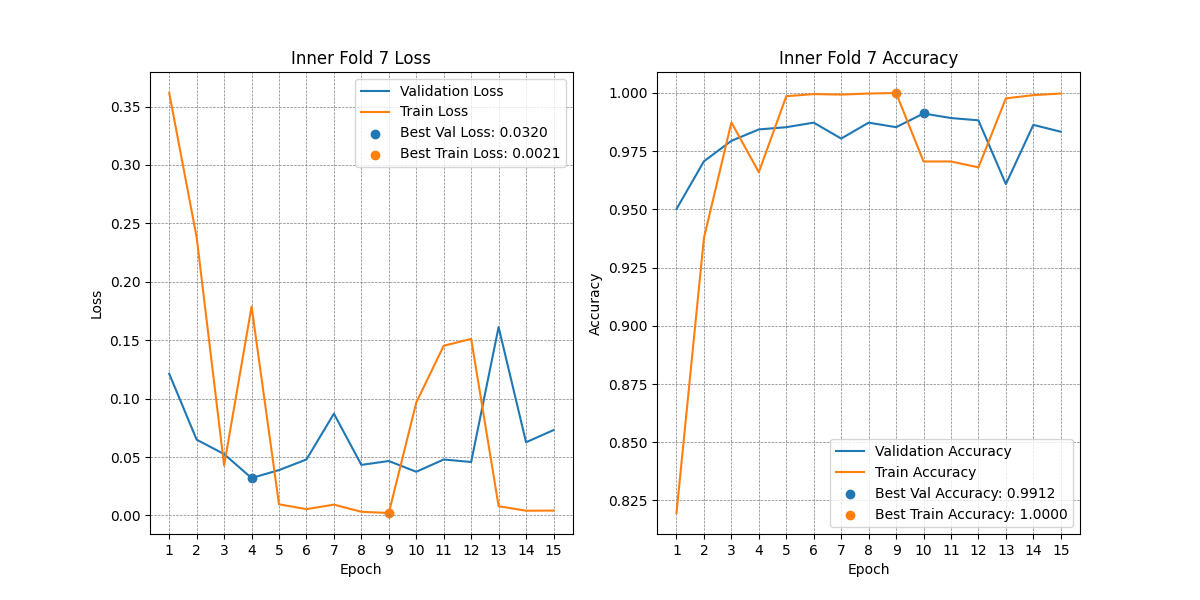 Inner Fold 7 Loss
Validation Loss
Train Loss
Best Val Loss: 0.0320
Best Train Loss: 0.0021
0.35
0.30
0.25
0.20
0.15
0.10
0.05
0.00
Loss
1 2 3 4 5 6 7 8 9 10 11 12 13 14 15
Epoch
Inner Fold 7 Accuracy
1.000
0.975
0.950
0.925
0.900
0.875
0.850
0.825
Accuracy
Validation Accuracy
Train Accuracy
Best Val Accuracy: 0.9912
Best Train Accuracy: 1.0000
1 2 3 4 5 6 7 8 9 10 11 12 13 14 15
Epoch